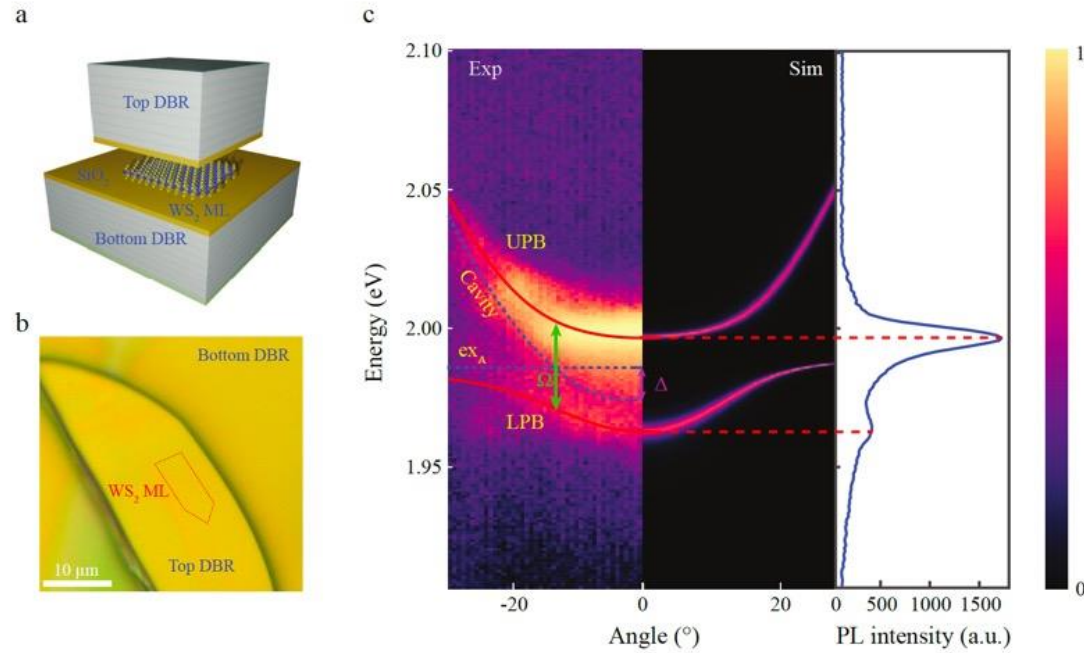 a
Top DBR
SiO₂
WS₂ ML
Bottom DBR
b
Bottom DBR
WS₂ ML
Top DBR
10 μm
c
Exp
Sim
UPB
Cavity
ex_A
Ω
Δ
LPB
2.10
2.05
2.00
1.95
Energy (eV)
-20
0
20
Angle (°)
0
500
1000
1500
PL intensity (a.u.)
1
0